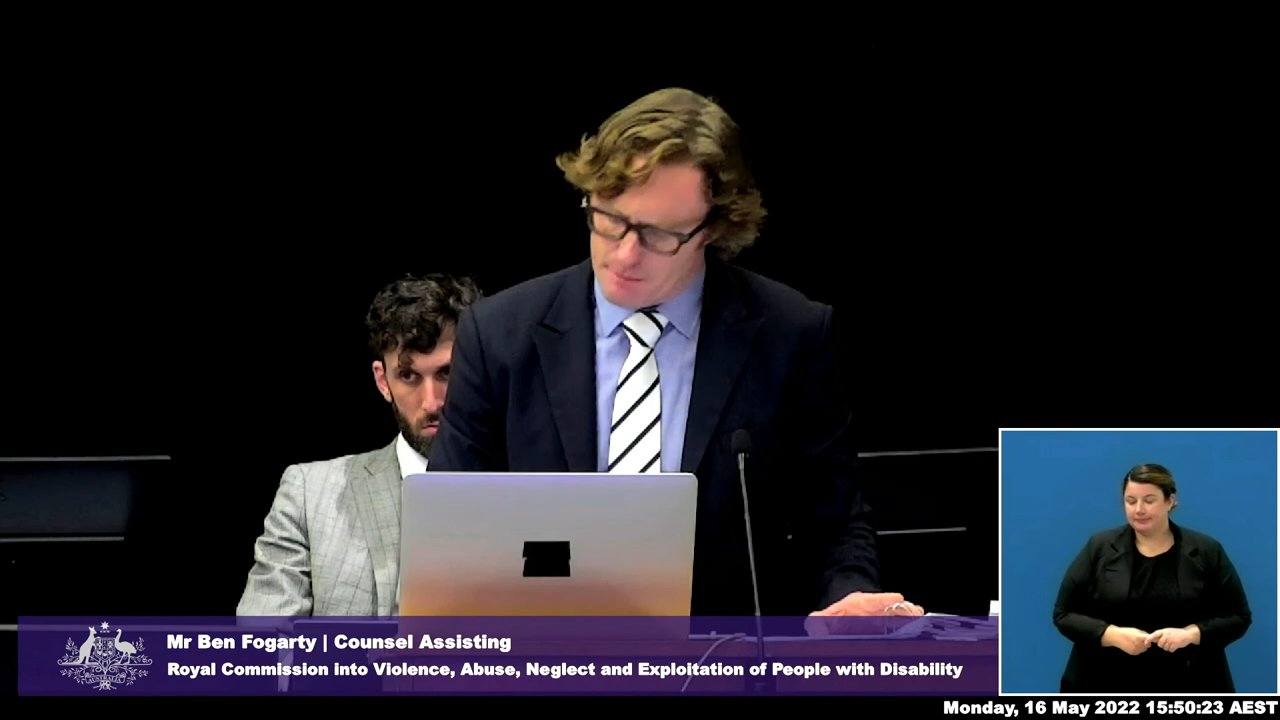 Mr Ben Fogarty | Counsel Assisting
Royal Commission into Violence, Abuse, Neglect and Exploitation of People with Disability
Monday, 16 May 2022 15:50:23 AEST